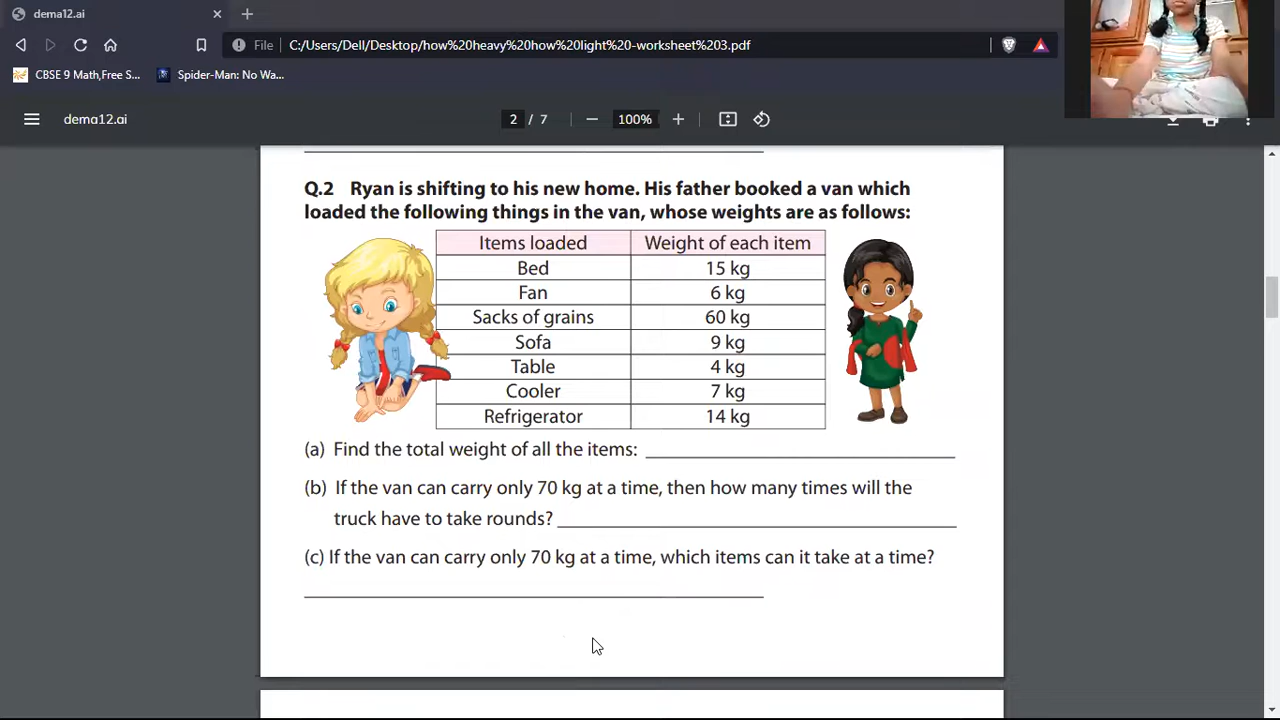 dema12.ai
File C:/Users/Dell/Desktop/how%20heavy%20how%20light%20-worksheet%203.pdf
CBSE 9 Math,Free S... Spider-Man: No Wa...
dema12.ai 2 / 7 100%
Q.2 Ryan is shifting to his new home. His father booked a van which
loaded the following things in the van, whose weights are as follows:
Items loaded Weight of each item
Bed 15 kg
Fan 6 kg
Sacks of grains 60 kg
Sofa 9 kg
Table 4 kg
Cooler 7 kg
Refrigerator 14 kg
(a) Find the total weight of all the items:
(b) If the van can carry only 70 kg at a time, then how many times will the
truck have to take rounds?
(c) If the van can carry only 70 kg at a time, which items can it take at a time?